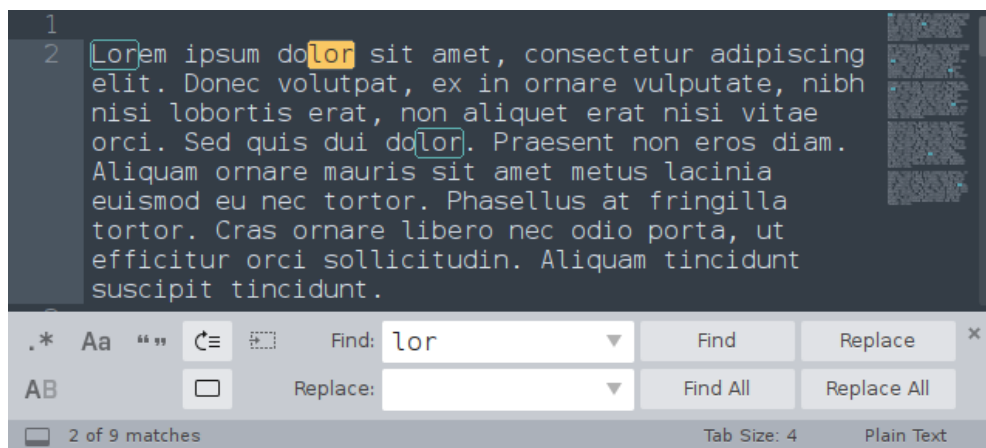 1
2 Lorem ipsum dolor sit amet, consectetur adipiscing
elit. Donec volutpat, ex in ornare vulputate, nibh
nisi lobortis erat, non aliquet erat nisi vitae
orci. Sed quis dui dolor. Praesent non eros diam.
Aliquam ornare mauris sit amet metus lacinia
euismod eu nec tortor. Phasellus at fringilla
tortor. Cras ornare libero nec odio porta, ut
efficitur orci sollicitudin. Aliquam tincidunt
suscipit tincidunt.
.* Aa “” Find: lor Find Replace ×
AB Replace: Find All Replace All
2 of 9 matches Tab Size: 4 Plain Text